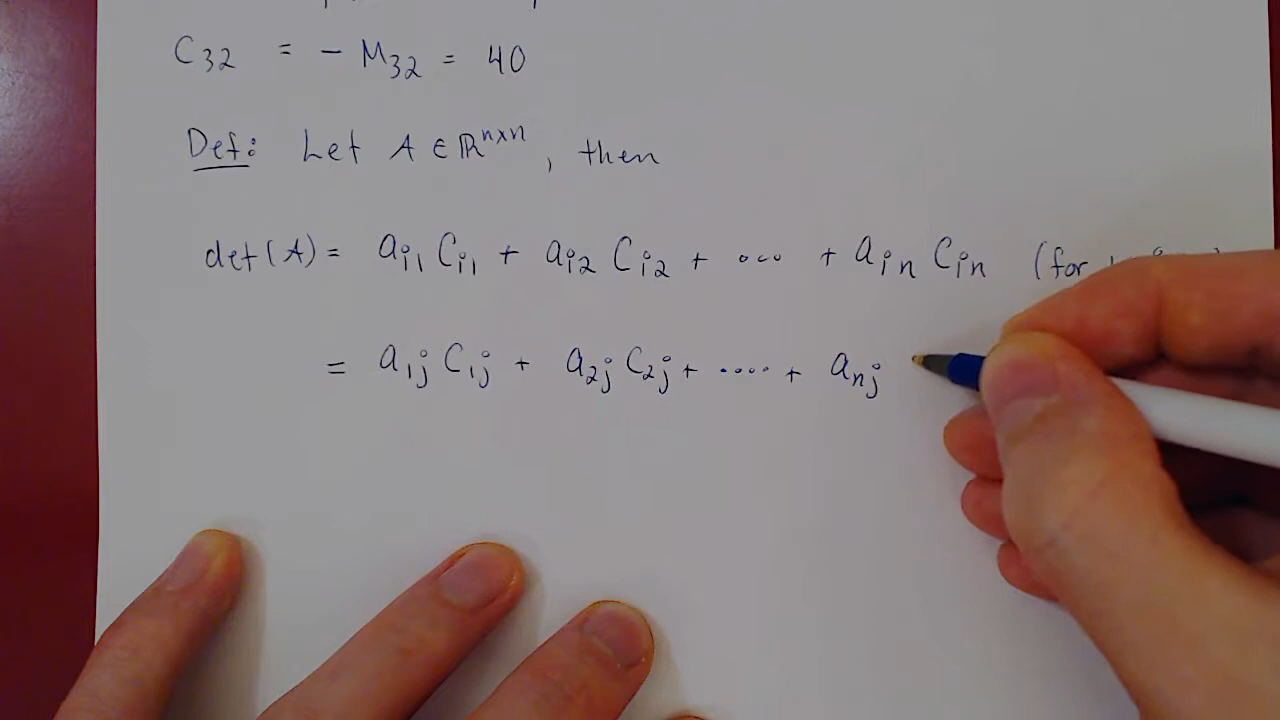 C₃₂ = - M₃₂ = 40
Def: Let A ∈ ℝⁿˣⁿ, then
det(A) = aᵢ₁ Cᵢ₁ + aᵢ₂ Cᵢ₂ + ... + aᵢₙ Cᵢₙ (for
= a₁ⱼ C₁ⱼ + a₂ⱼ C₂ⱼ + .... + aₙⱼ